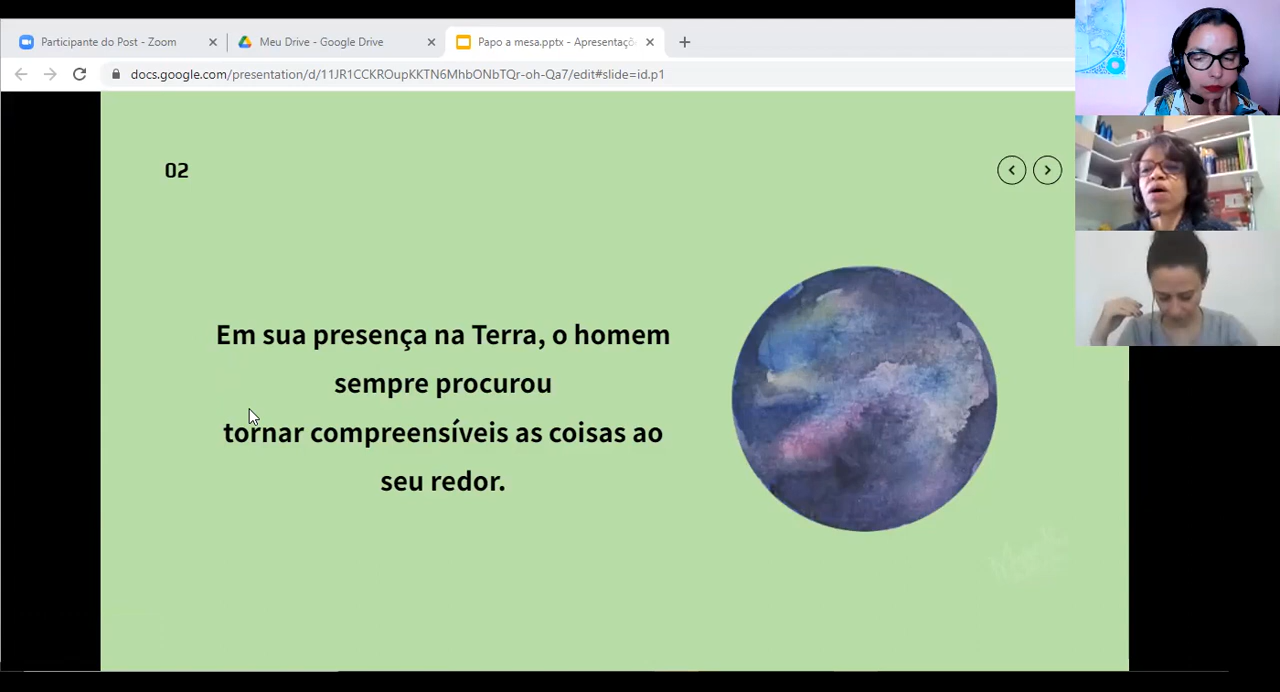 Participante do Post - Zoom
Meu Drive - Google Drive
Papo a mesa.pptx - Apresentaçõ
docs.google.com/presentation/d/11JR1CCKROupKKTN6MhbONbTQr-oh-Qa7/edit#slide=id.p1
02
Em sua presença na Terra, o homem
sempre procurou
tornar compreensíveis as coisas ao
seu redor.